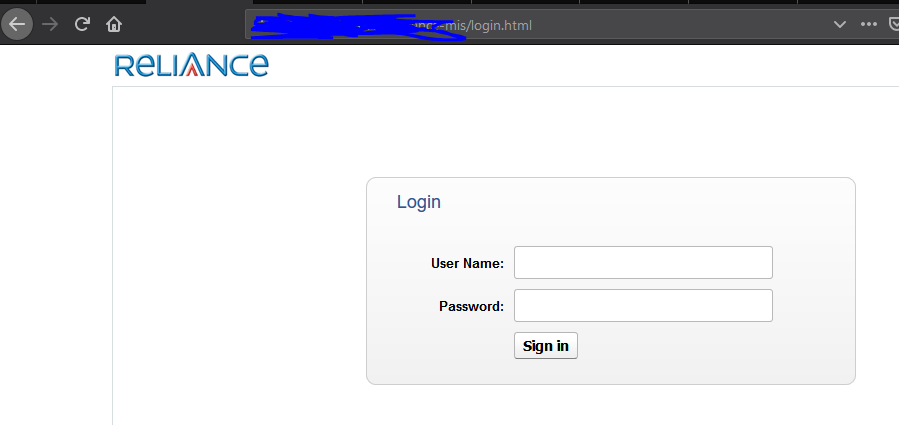 -mis/login.html
RELIANCE
Login
User Name:
Password:
Sign in